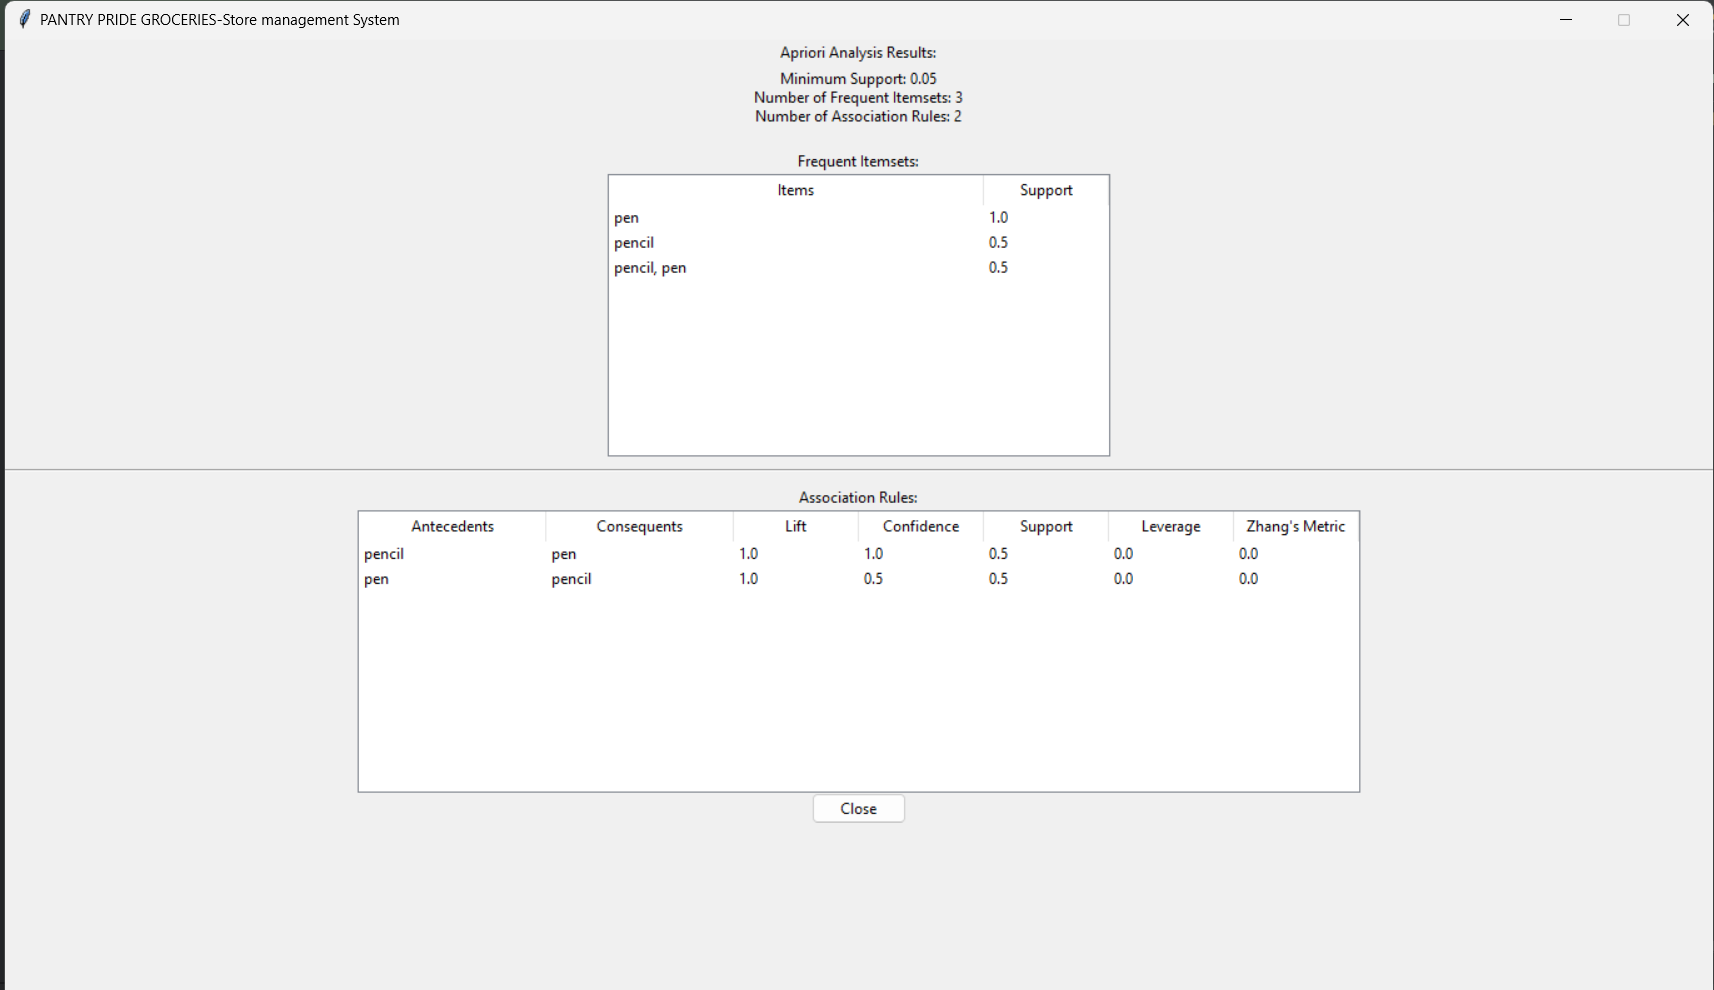 PANTRY PRIDE GROCERIES-Store management System
Apriori Analysis Results:
Minimum Support: 0.05
Number of Frequent Itemsets: 3
Number of Association Rules: 2
Frequent Itemsets:
Items Support
pen 1.0
pencil 0.5
pencil, pen 0.5
Association Rules:
Antecedents Consequents Lift Confidence Support Leverage Zhang's Metric
pencil pen 1.0 1.0 0.5 0.0 0.0
pen pencil 1.0 0.5 0.5 0.0 0.0
Close